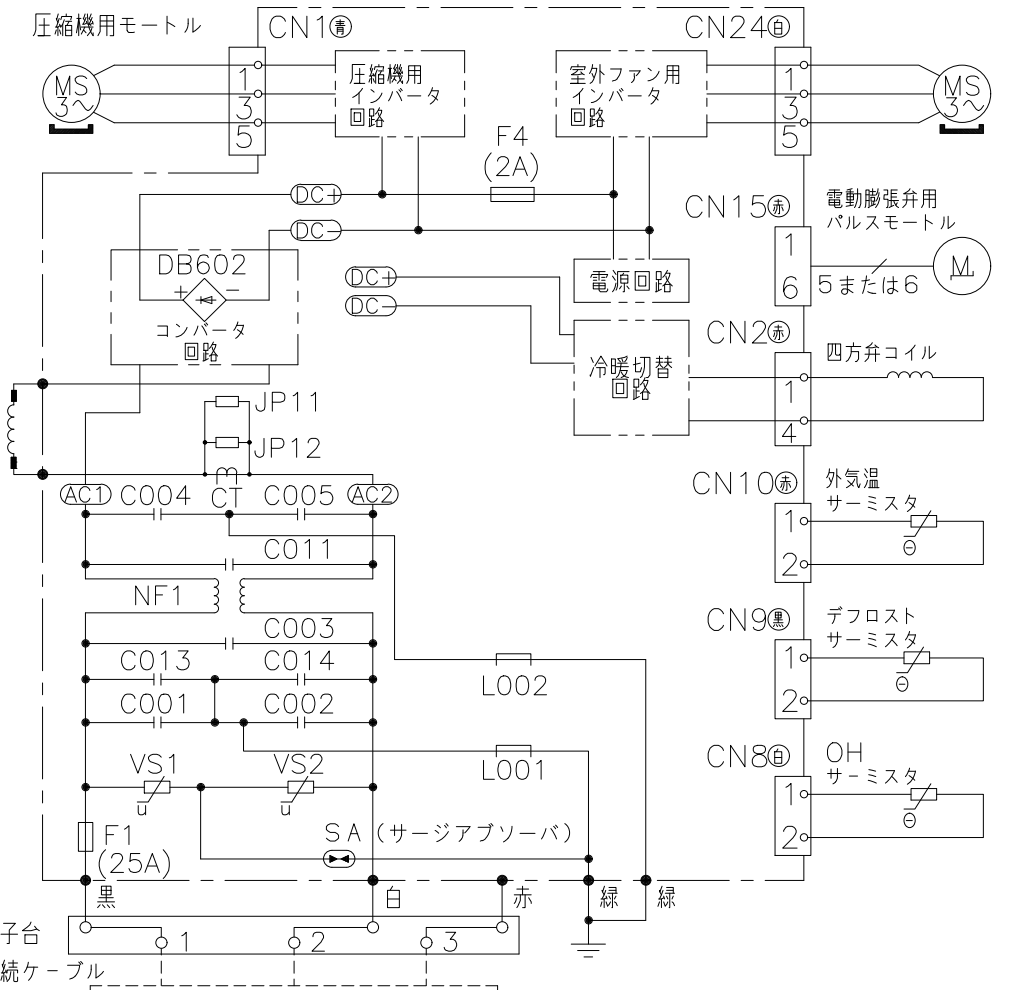 圧縮機用モートル
CN1青
CN24白
MS
3～
1
3
5
圧縮機用
インバータ
回路
室外ファン用
インバータ
回路
1
3
5
MS
3～
F4
(2A)
DC+
DC－
CN15赤
電動膨張弁用
パルスモートル
1
6
5または6
M
DB602
+
－
コンバータ
回路
DC+
DC－
電源回路
CN2赤
四方弁コイル
冷暖切替
回路
1
4
JP11
JP12
CT
AC1
C004
C005
AC2
CN10赤
外気温
サーミスタ
1
2
θ
C011
NF1
C003
CN9黒
デフロスト
サーミスタ
1
2
θ
C013
C014
L002
C001
C002
L001
CN8白
OH
サーミスタ
1
2
θ
VS1
VS2
u
u
F1
(25A)
SA（サージアブソーバ）
黒
白
赤
緑
緑
子台
1
2
3
続ケーブル